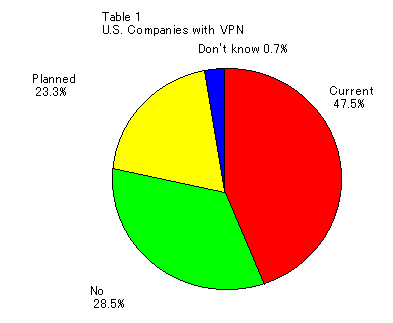 Table 1
U.S. Companies with VPN
Don't know 0.7%
Planned
23.3%
Current
47.5%
No
28.5%